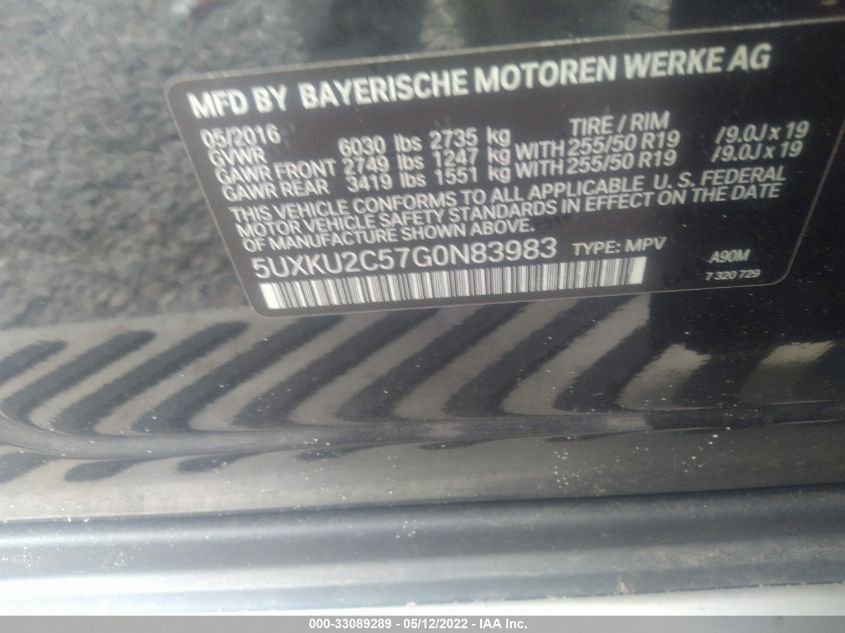 MFD BY BAYERISCHE MOTOREN WERKE AG
05/2016 TIRE / RIM
GVWR 6030 lbs 2735 kg
GAWR FRONT 2749 lbs 1247 kg WITH 255/50 R19 /9.0J x 19
GAWR REAR 3419 lbs 1551 kg WITH 255/50 R19 /9.0J x 19
THIS VEHICLE CONFORMS TO ALL APPLICABLE U. S. FEDERAL
MOTOR VEHICLE SAFETY STANDARDS IN EFFECT ON THE DATE
OF MANUFACTURE SHOWN ABOVE.
5UXKU2C57G0N83983 TYPE: MPV A90M
7 320 729
000-33089289 - 05/12/2022 - IAA Inc.